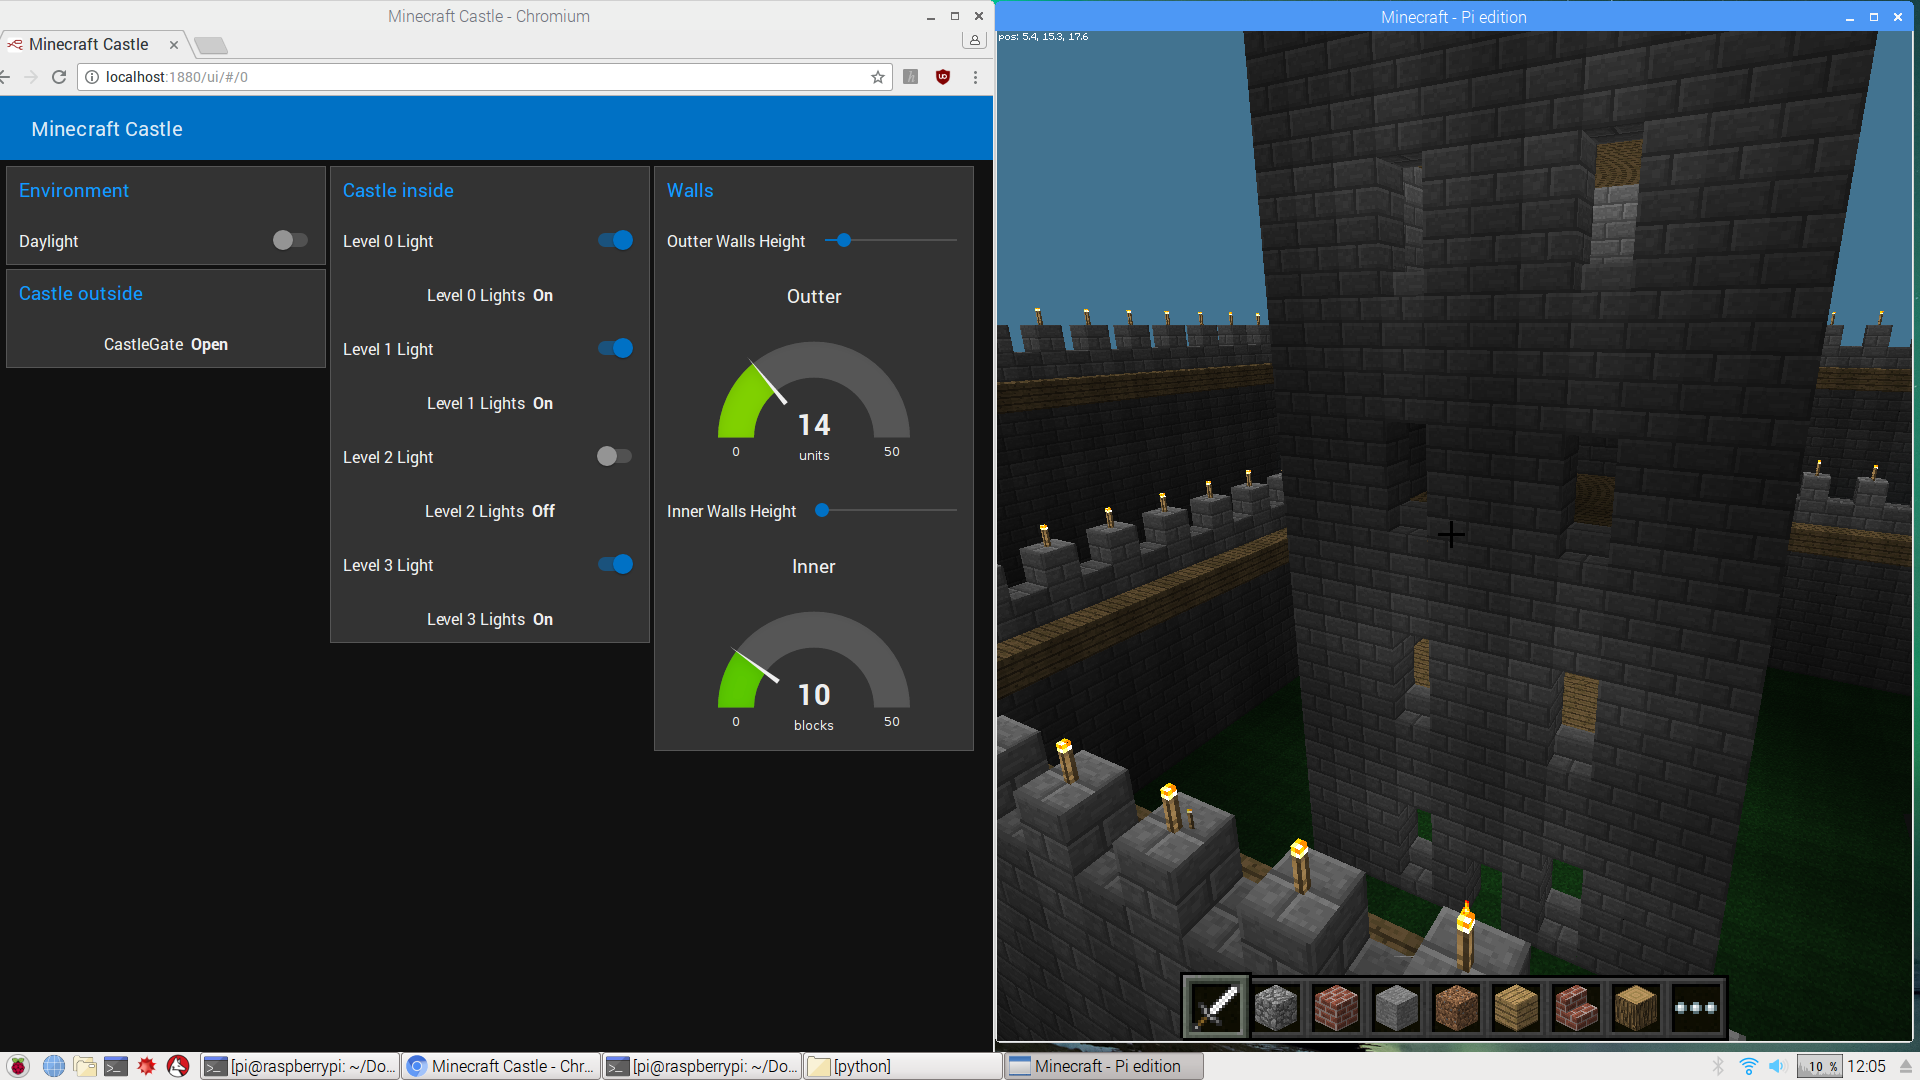 Minecraft Castle - Chromium
Minecraft Castle
localhost:1880/ui/#/0
Minecraft Castle
Environment
Daylight
Castle outside
CastleGate Open
Castle inside
Level 0 Light
Level 0 Lights On
Level 1 Light
Level 1 Lights On
Level 2 Light
Level 2 Lights Off
Level 3 Light
Level 3 Lights On
Walls
Outter Walls Height
Outter
14
0 units 50
Inner Walls Height
Inner
10
0 blocks 50
Minecraft - Pi edition
pos: 5.4, 15.3, 17.6
[pi@raspberrypi: ~/Do...
Minecraft Castle - Chr...
[pi@raspberrypi: ~/Do...
[python]
Minecraft - Pi edition
10 %
12:05